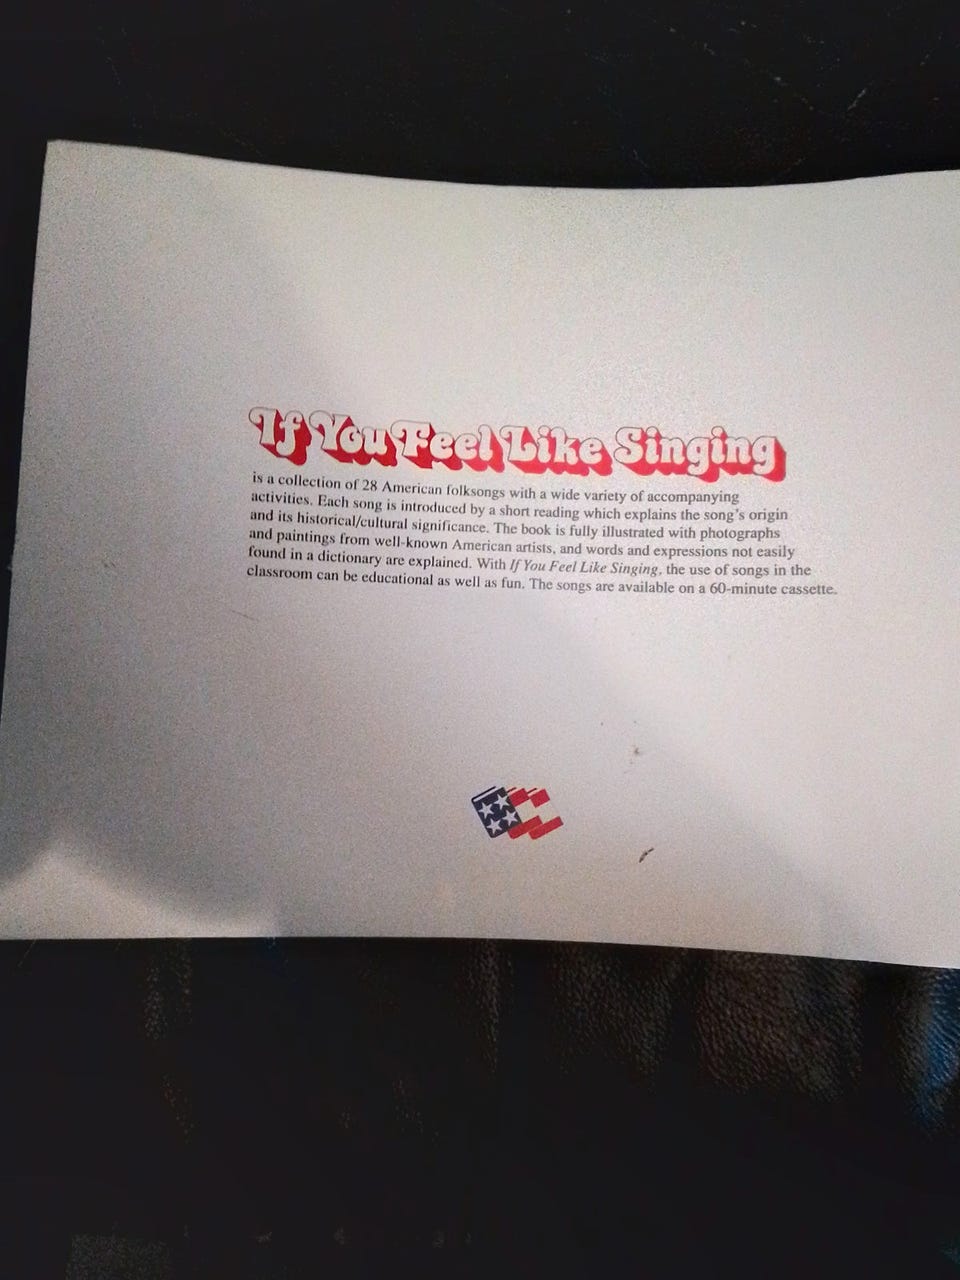 If You Feel Like Singing
is a collection of 28 American folksongs with a wide variety of accompanying
activities. Each song is introduced by a short reading which explains the song's origin
and its historical/cultural significance. The book is fully illustrated with photographs
and paintings from well-known American artists, and words and expressions not easily
found in a dictionary are explained. With If You Feel Like Singing, the use of songs in the
classroom can be educational as well as fun. The songs are available on a 60-minute cassette.